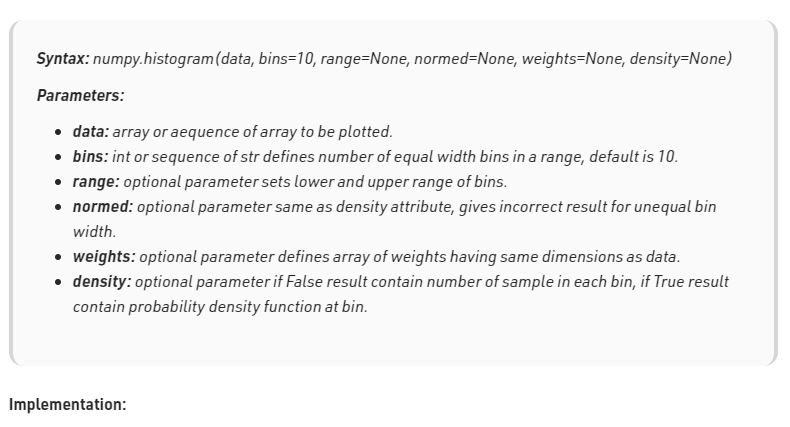 Syntax: numpy.histogram(data, bins=10, range=None, normed=None, weights=None, density=None)
Parameters:
• data: array or aequence of array to be plotted.
• bins: int or sequence of str defines number of equal width bins in a range, default is 10.
• range: optional parameter sets lower and upper range of bins.
• normed: optional parameter same as density attribute, gives incorrect result for unequal bin
width.
• weights: optional parameter defines array of weights having same dimensions as data.
• density: optional parameter if False result contain number of sample in each bin, if True result
contain probability density function at bin.
Implementation: